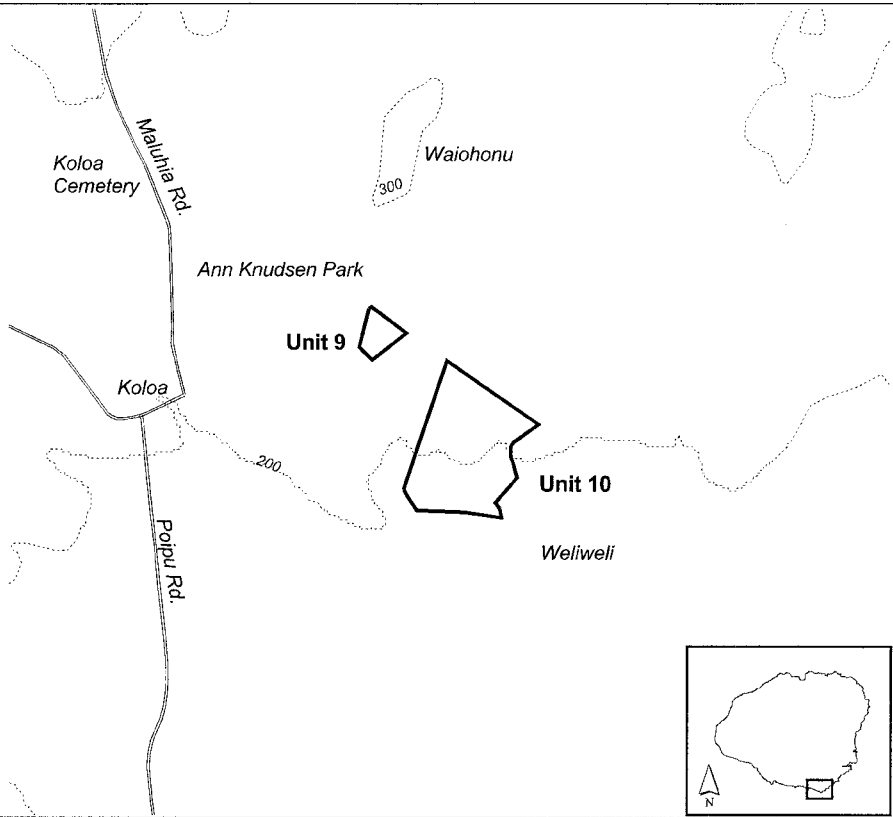 Maluhia Rd.
Koloa
Cemetery
Waiohonu
300
Ann Knudsen Park
Unit 9
Koloa
200
Unit 10
Weliweli
Poipu Rd.
N